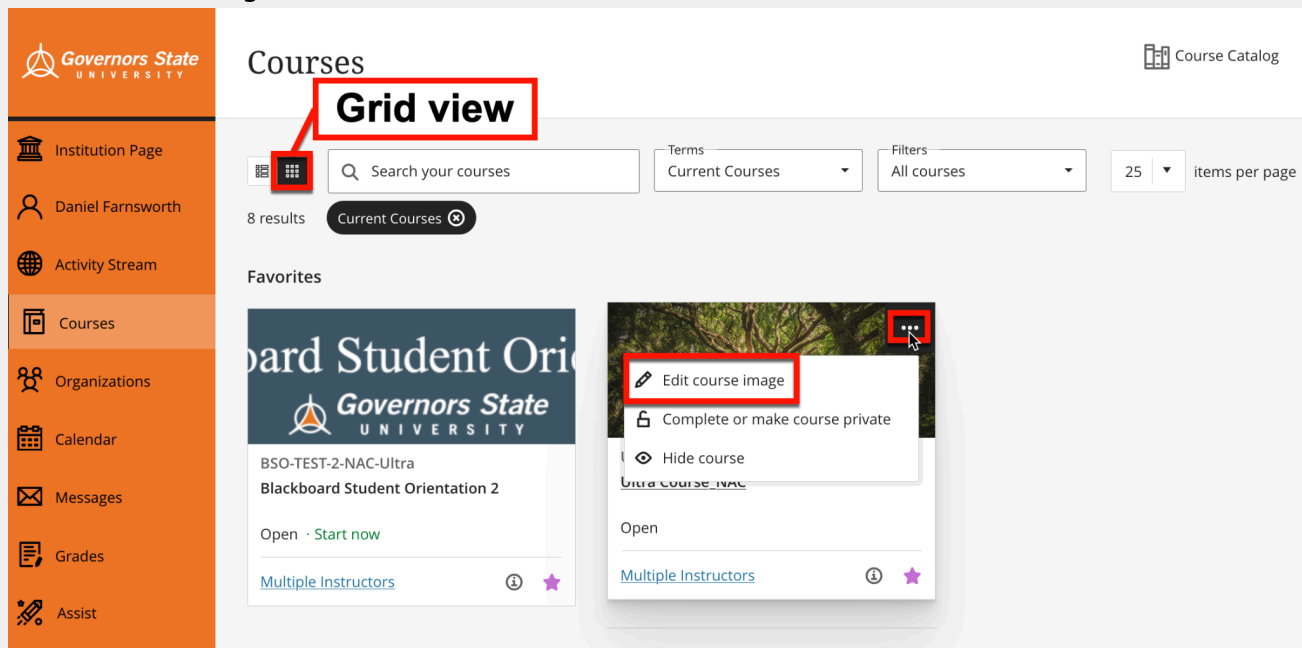 Governors State
UNIVERSITY
Courses
Course Catalog
Grid view
Institution Page
Daniel Farnsworth
Activity Stream
Courses
Organizations
Calendar
Messages
Grades
Assist
Search your courses
Terms
Current Courses
Filters
All courses
25
items per page
8 results
Current Courses
Favorites
Student Ori
Governors State
UNIVERSITY
BSO-TEST-2-NAC-Ultra
Blackboard Student Orientation 2
Open · Start now
Multiple Instructors
Edit course image
Complete or make course private
Hide course
Ultra Course_NAC
Open
Multiple Instructors